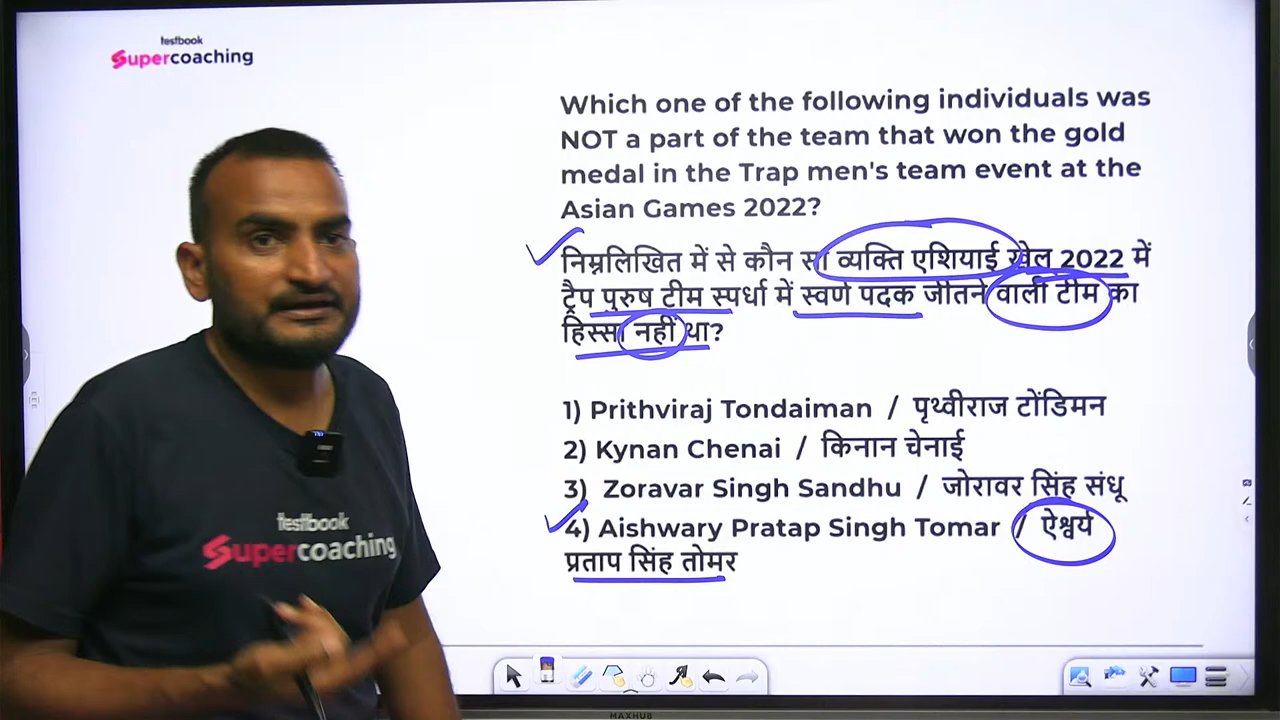 testbook
Supercoaching
Which one of the following individuals was
NOT a part of the team that won the gold
medal in the Trap men's team event at the
Asian Games 2022?
निम्नलिखित में से कौन सा व्यक्ति एशियाई खेल 2022 में
ट्रैप पुरुष टीम स्पर्धा में स्वर्ण पदक जीतने वाली टीम का
हिस्सा नहीं था?
1) Prithviraj Tondaiman / पृथ्वीराज टोंडिमन
2) Kynan Chenai / किनान चेनाई
3) Zoravar Singh Sandhu / जोरावर सिंह संधू
4) Aishwary Pratap Singh Tomar / ऐश्वर्य
प्रताप सिंह तोमर
testbook
Supercoaching
MAXHUB